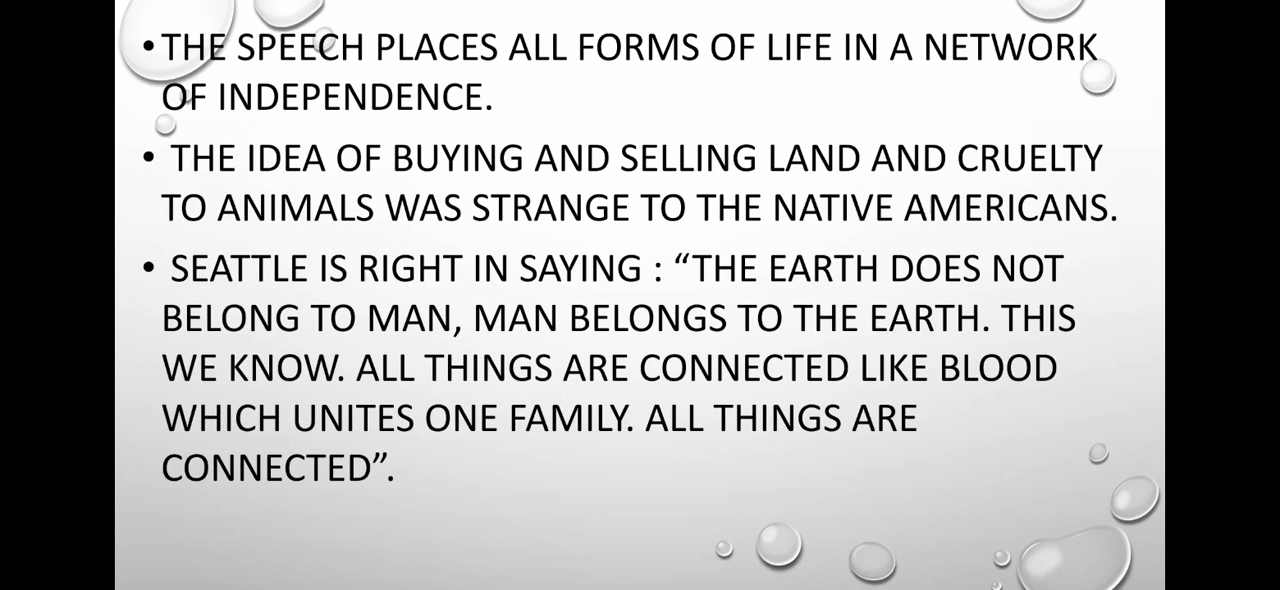 •THE SPEECH PLACES ALL FORMS OF LIFE IN A NETWORK
OF INDEPENDENCE.
• THE IDEA OF BUYING AND SELLING LAND AND CRUELTY
TO ANIMALS WAS STRANGE TO THE NATIVE AMERICANS.
• SEATTLE IS RIGHT IN SAYING : “THE EARTH DOES NOT
BELONG TO MAN, MAN BELONGS TO THE EARTH. THIS
WE KNOW. ALL THINGS ARE CONNECTED LIKE BLOOD
WHICH UNITES ONE FAMILY. ALL THINGS ARE
CONNECTED”.